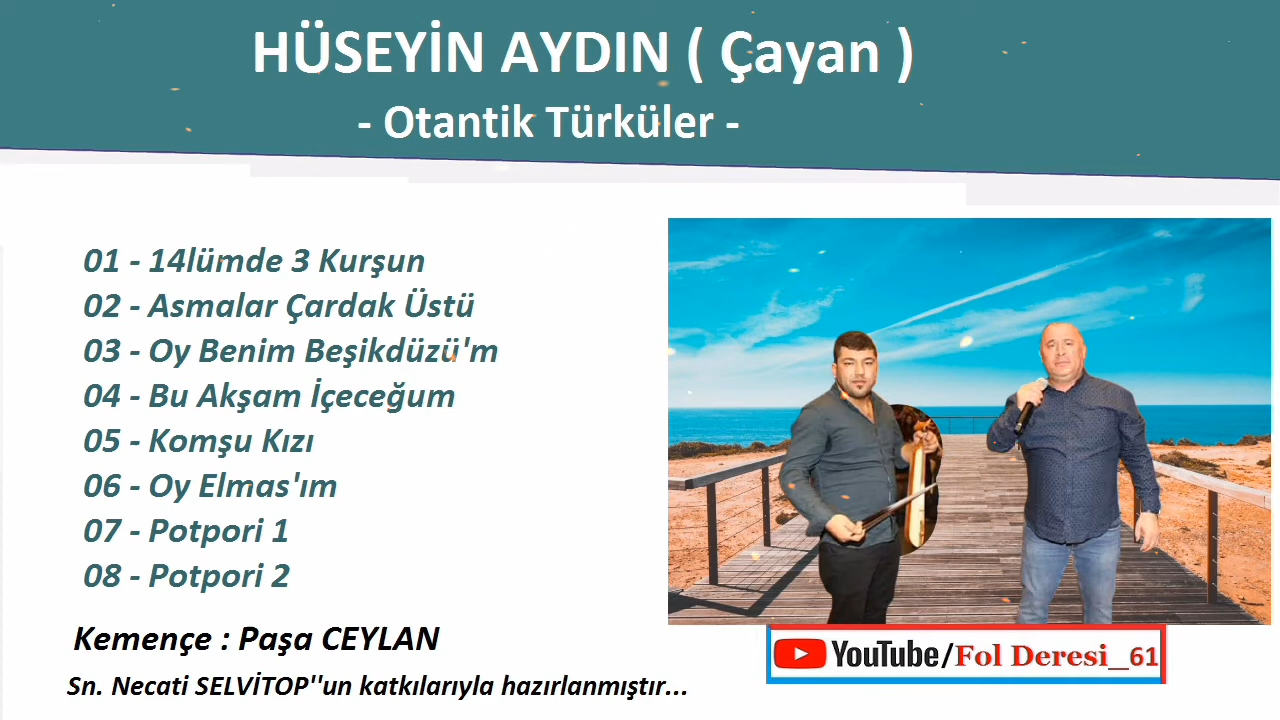 HÜSEYİN AYDIN ( Çayan )
- Otantik Türküler -
01 - 14lümde 3 Kurşun
02 - Asmalar Çardak Üstü
03 - Oy Benim Beşikdüzü'm
04 - Bu Akşam İçeceğum
05 - Komşu Kızı
06 - Oy Elmas'ım
07 - Potpori 1
08 - Potpori 2
Kemençe : Paşa CEYLAN
Sn. Necati SELVİTOP''un katkılarıyla hazırlanmıştır...
YouTube/Fol Deresi_61